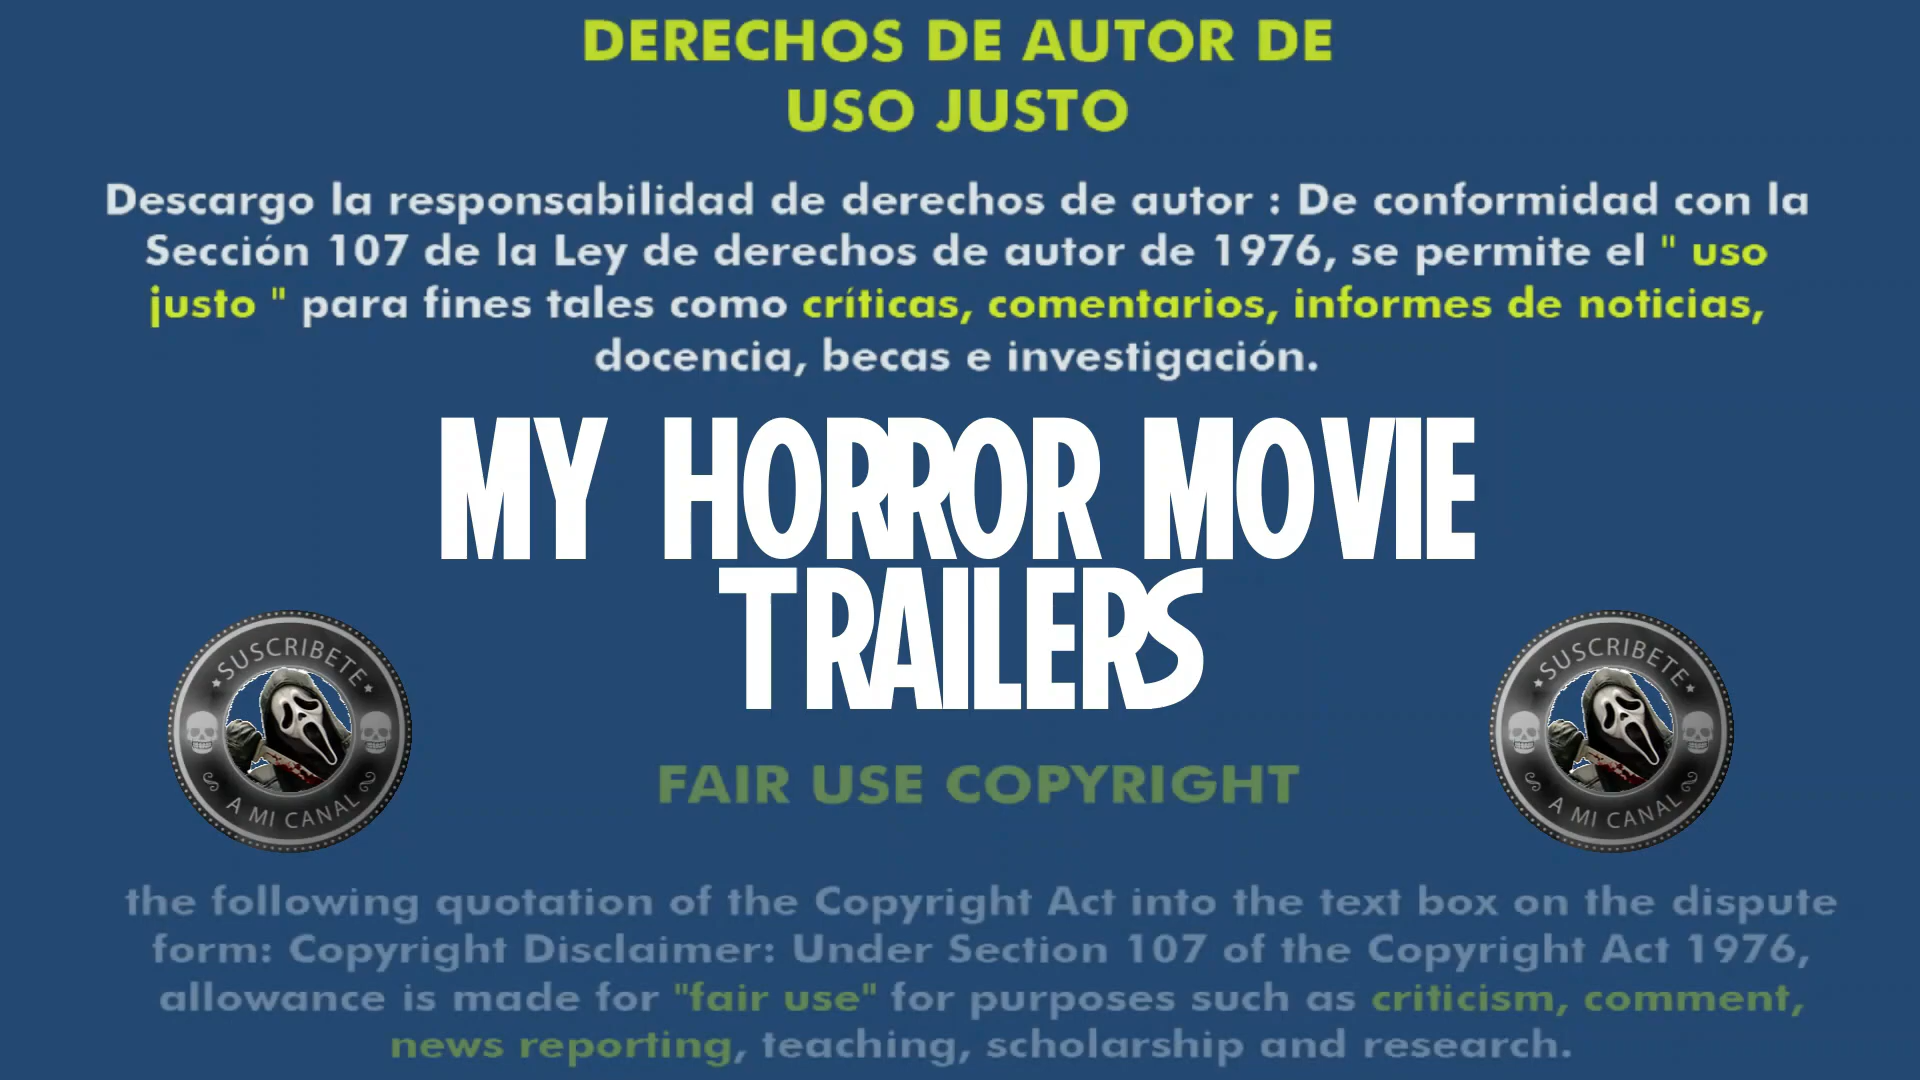 DERECHOS DE AUTOR DE
USO JUSTO
Descargo la responsabilidad de derechos de autor : De conformidad con la
Sección 107 de la Ley de derechos de autor de 1976, se permite el " uso
justo " para fines tales como críticas, comentarios, informes de noticias,
docencia, becas e investigación.
MY HORROR MOVIE
TRAILERS
SUSCRIBETE
A MI CANAL
SUSCRIBETE
A MI CANAL
FAIR USE COPYRIGHT
the following quotation of the Copyright Act into the text box on the dispute
form: Copyright Disclaimer: Under Section 107 of the Copyright Act 1976,
allowance is made for "fair use" for purposes such as criticism, comment,
news reporting, teaching, scholarship and research.